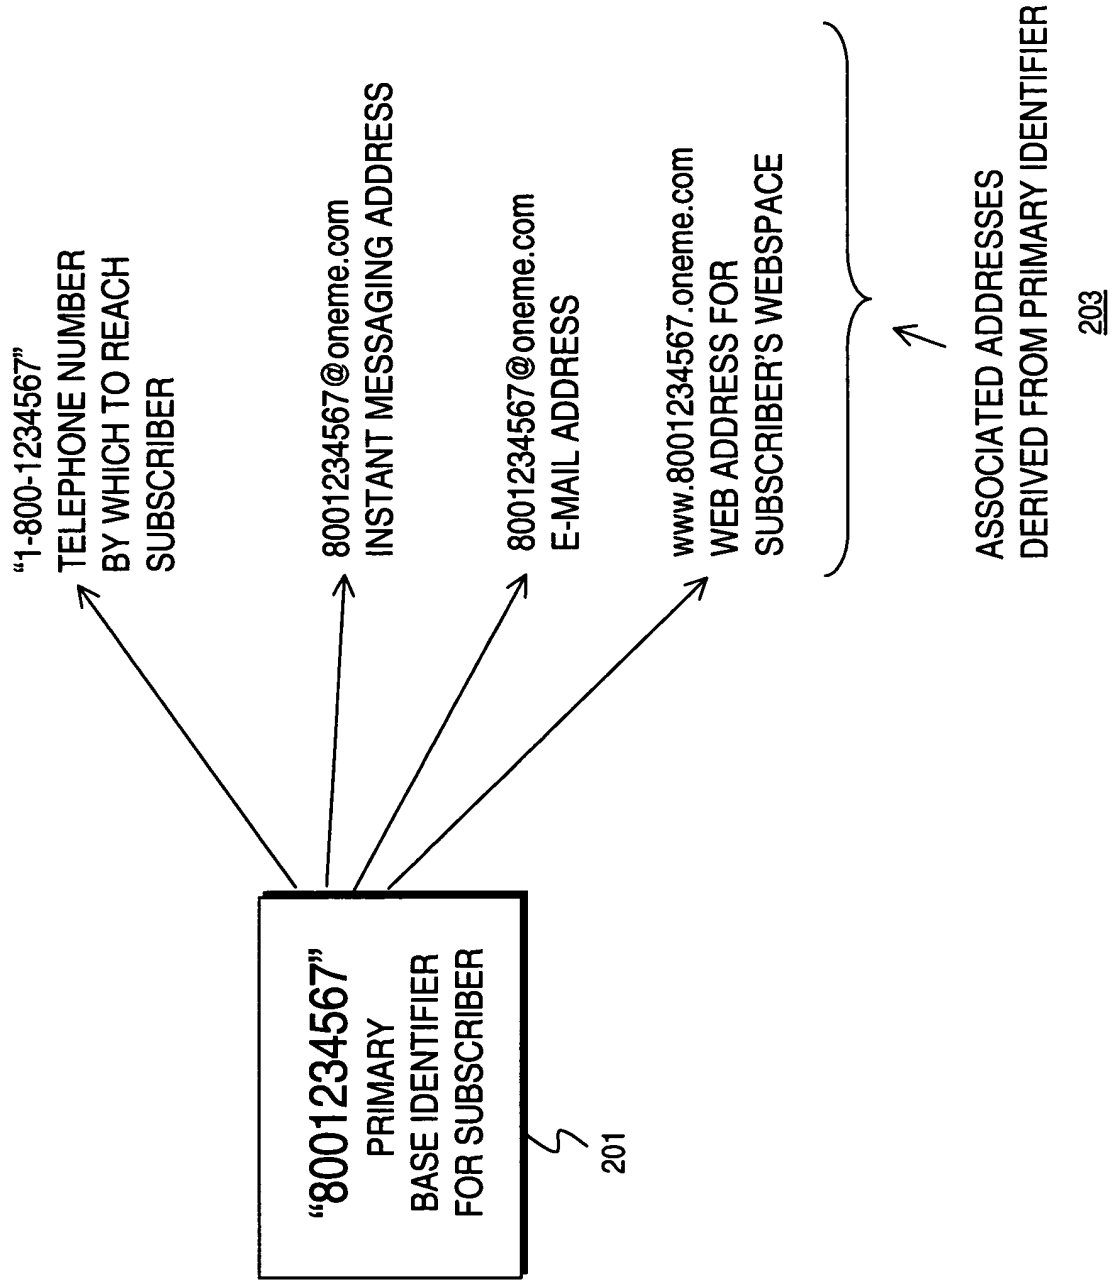 “8001234567”
PRIMARY
BASE IDENTIFIER
FOR SUBSCRIBER
201
“1-800-1234567”
TELEPHONE NUMBER
BY WHICH TO REACH
SUBSCRIBER
8001234567@oneme.com
INSTANT MESSAGING ADDRESS
8001234567@oneme.com
E-MAIL ADDRESS
www.8001234567.oneme.com
WEB ADDRESS FOR
SUBSCRIBER’S WEBSPACE
ASSOCIATED ADDRESSES
DERIVED FROM PRIMARY IDENTIFIER
203